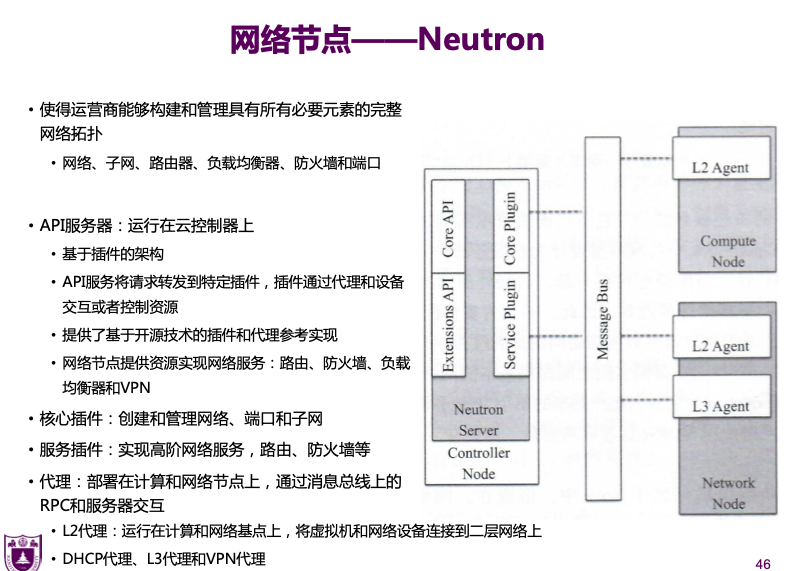 网络节点——Neutron
• 使得运营商能够构建和管理具有所有必要元素的完整
网络拓扑
• 网络、子网、路由器、负载均衡器、防火墙和端口
• API服务器：运行在云控制器上
• 基于插件的架构
• API服务将请求转发到特定插件，插件通过代理和设备
交互或者控制资源
• 提供了基于开源技术的插件和代理参考实现
• 网络节点提供资源实现网络服务：路由、防火墙、负载
均衡器和VPN
• 核心插件：创建和管理网络、端口和子网
• 服务插件：实现高阶网络服务，路由、防火墙等
• 代理：部署在计算和网络节点上，通过消息总线上的
RPC和服务器交互
• L2代理：运行在计算和网络基点上，将虚拟机和网络设备连接到二层网络上
• DHCP代理、L3代理和VPN代理
Core API
Core Plugin
Extensions API
Service Plugin
Neutron
Server
Controller
Node
Message Bus
L2 Agent
Compute
Node
L2 Agent
L3 Agent
Network
Node
46